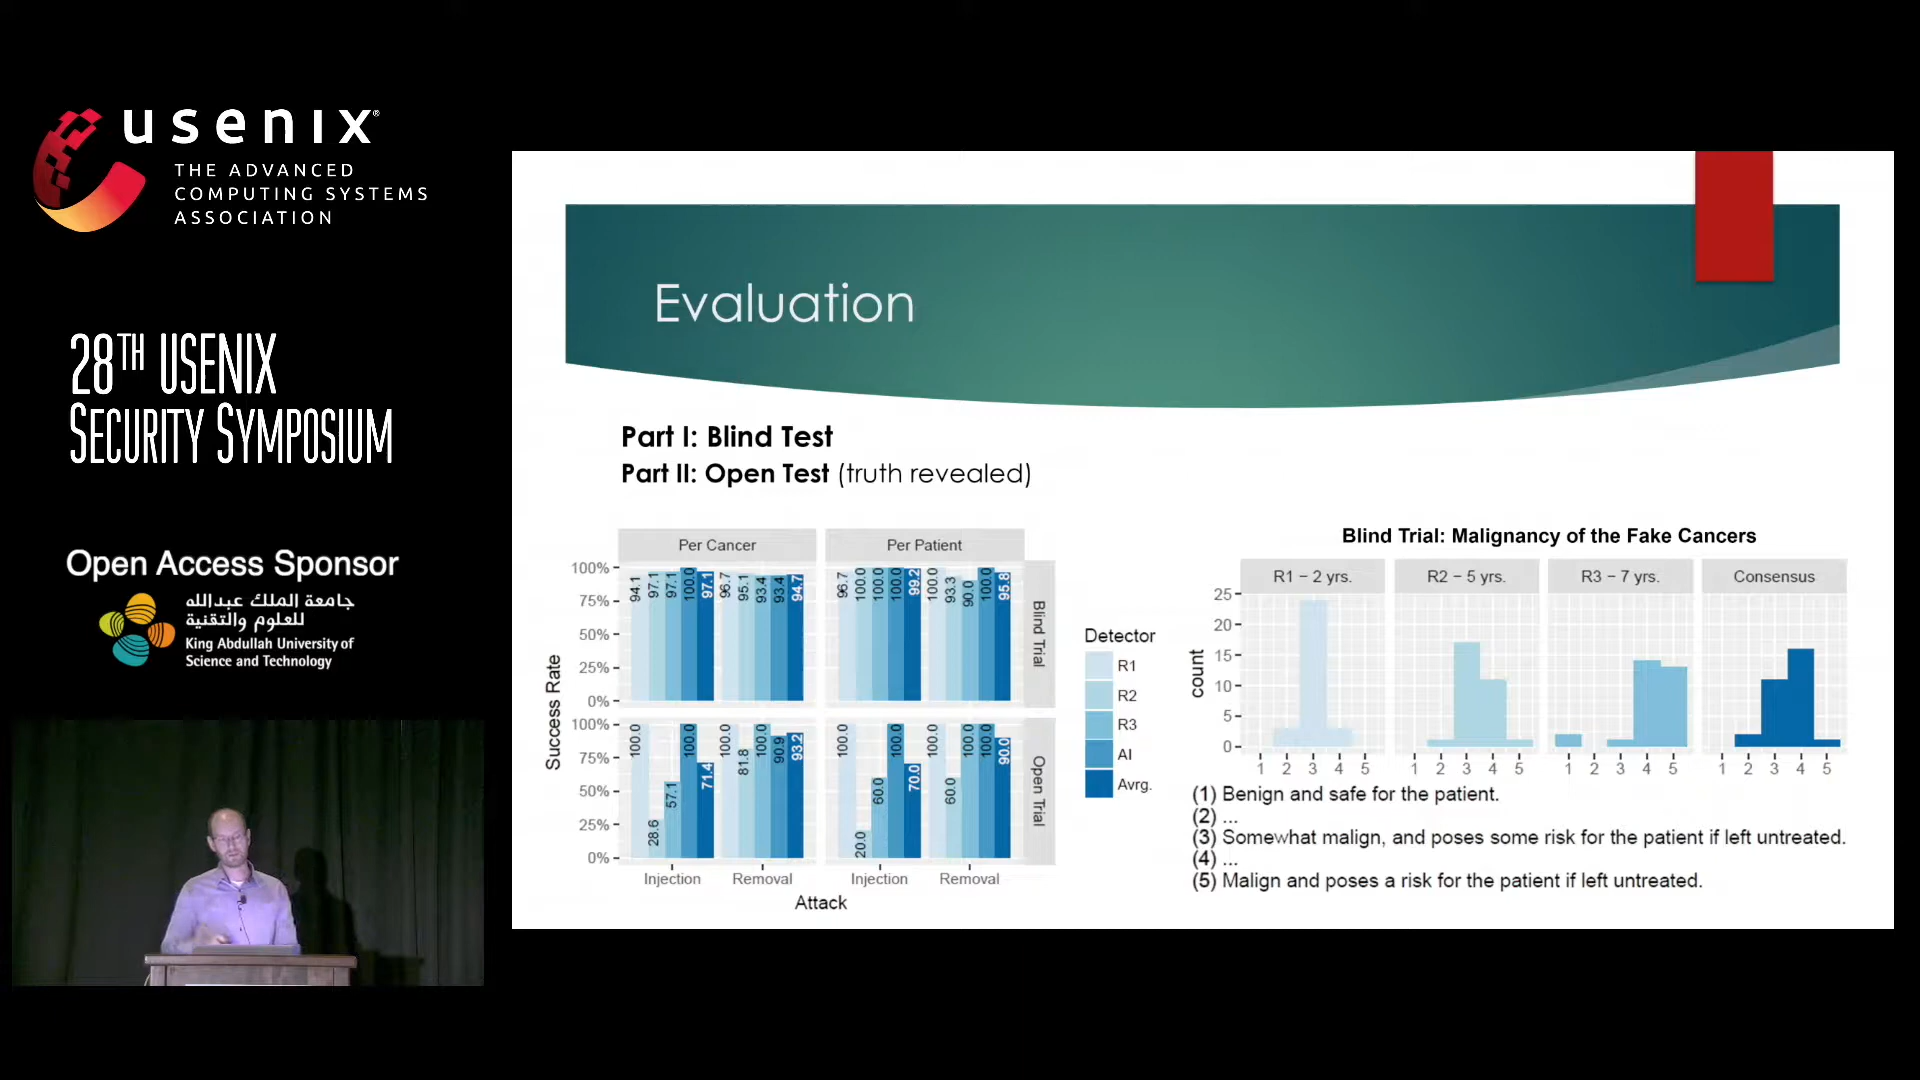 usenix®
THE ADVANCED
COMPUTING SYSTEMS
ASSOCIATION
28TH USENIX
SECURITY SYMPOSIUM
Open Access Sponsor
جامعة الملك عبدالله
للعلوم والتقنية
King Abdullah University of
Science and Technology
Evaluation
Part I: Blind Test
Part II: Open Test (truth revealed)
Per Cancer
Per Patient
Success Rate
100%
75%
50%
25%
0%
94.1 97.1 97.1 100.0 97.1 96.7 95.1 93.4 93.4 94.7
96.7 100.0 100.0 100.0 99.2 100.0 93.3 90.0 100.0 95.8
Blind Trial
100%
75%
50%
25%
0%
100.0 28.6 57.1 100.0 71.4 100.0 81.8 100.0 90.9 93.2
100.0 20.0 60.0 100.0 70.0 100.0 60.0 100.0 100.0 90.0
Open Trial
Injection Removal Injection Removal
Attack
Detector
R1
R2
R3
AI
Avrg.
Blind Trial: Malignancy of the Fake Cancers
R1 − 2 yrs. R2 − 5 yrs. R3 − 7 yrs. Consensus
count
25
20
15
10
5
0
1 2 3 4 5 1 2 3 4 5 1 2 3 4 5 1 2 3 4 5
(1) Benign and safe for the patient.
(2) ...
(3) Somewhat malign, and poses some risk for the patient if left untreated.
(4) ...
(5) Malign and poses a risk for the patient if left untreated.